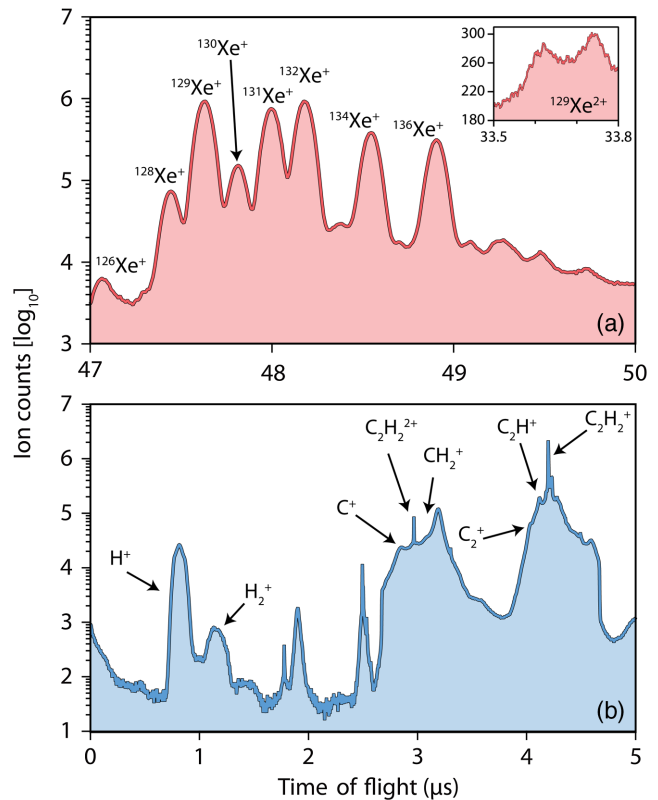 7
(a)
130Xe+
129Xe+
131Xe+
132Xe+
134Xe+
136Xe+
128Xe+
126Xe+
6
5
4
3
47
48
49
50
300
260
220
180
129Xe2+
33.5
33.8
Ion counts [log10]
7
6
5
4
3
2
1
C2H22+
CH2+
C2H+
C2H2+
C+
C2+
H+
H2+
(b)
0
1
2
3
4
5
Time of flight (μs)